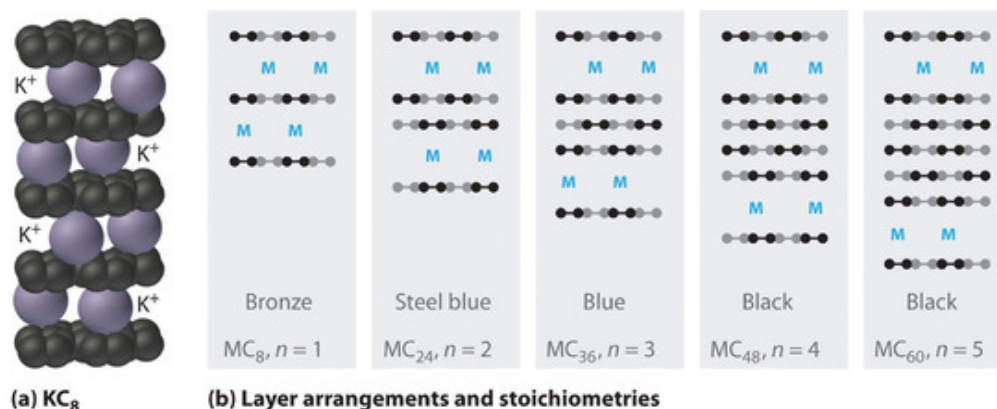 K+
K+
K+
K+
(a) KC8
M M
M M
Bronze
MC8, n = 1
M M
M M
Steel blue
MC24, n = 2
M M
M M
Blue
MC36, n = 3
M M
M M
Black
MC48, n = 4
M M
M M
Black
MC60, n = 5
(b) Layer arrangements and stoichiometries